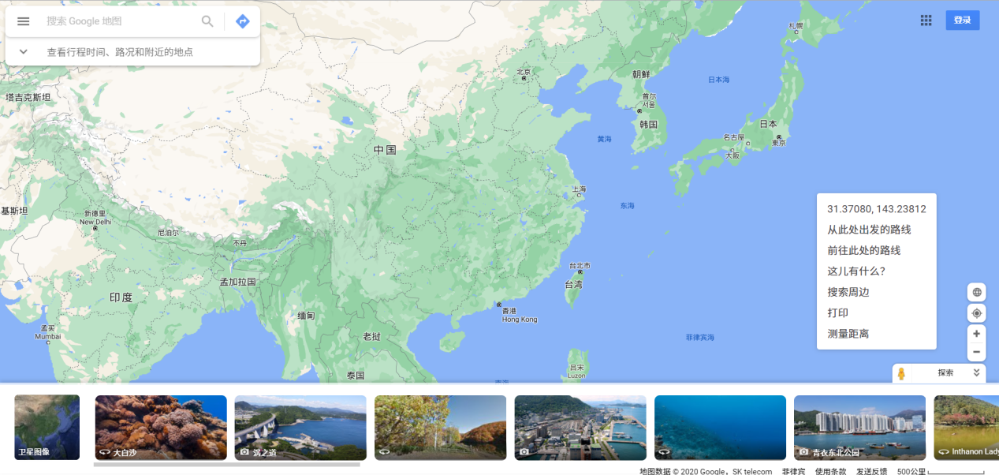 搜索 Google 地图
登录
查看行程时间、路况和附近的地点
札幌
北京
朝鲜
日本海
塔吉克斯坦
首尔
서울
韩国
日本
名古屋
東京
大阪
黄海
中国
上海
东海
基斯坦
新德里
New Delhi
尼泊尔
不丹
31.37080, 143.23812
从此处出发的路线
前往此处的路线
这儿有什么?
搜索周边
打印
测量距离
台北市
台湾
孟加拉国
印度
香港
Hong Kong
缅甸
孟买
Mumbai
老挝
菲律宾海
泰国
吕宋
Luzon
探索
卫星图像
大白沙
涡之道
青衣东北公园
Inthanon Lady
地图数据 © 2020 Google，SK telecom 菲律宾 使用条款 发送反馈 500公里